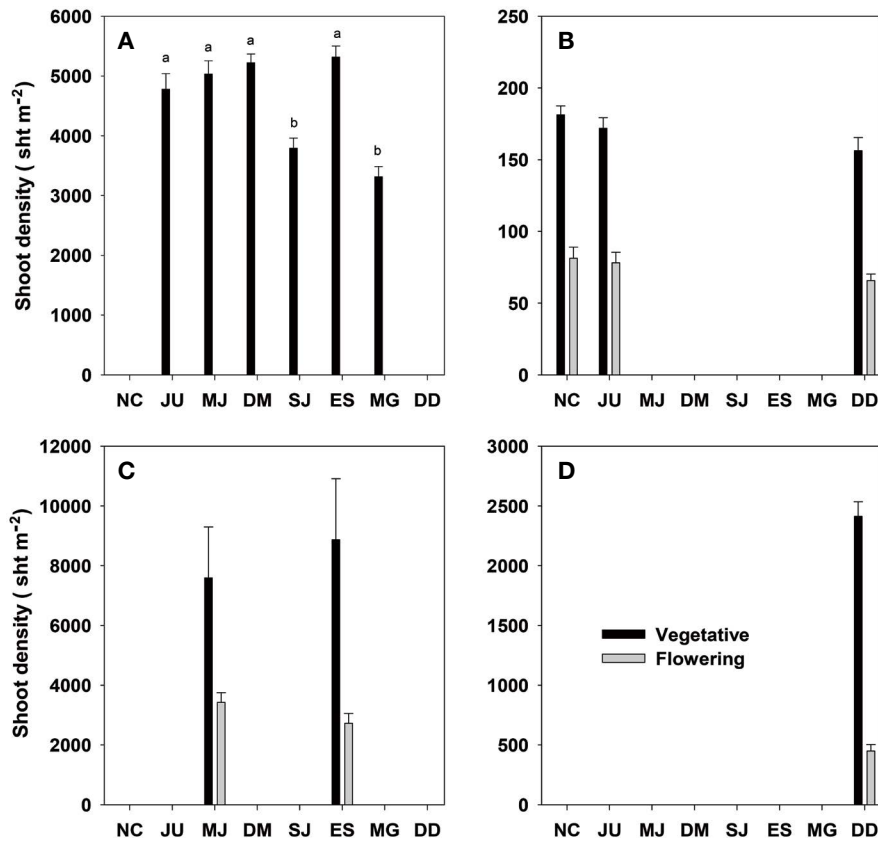 A
Shoot density ( sht m-2)
6000
5000
4000
3000
2000
1000
0
a a a b a b
NC JU MJ DM SJ ES MG DD
B
250
200
150
100
50
0
NC JU MJ DM SJ ES MG DD
C
Shoot density ( sht m-2)
12000
10000
8000
6000
4000
2000
0
NC JU MJ DM SJ ES MG DD
D
3000
2500
2000
1500
1000
500
0
Vegetative
Flowering
NC JU MJ DM SJ ES MG DD